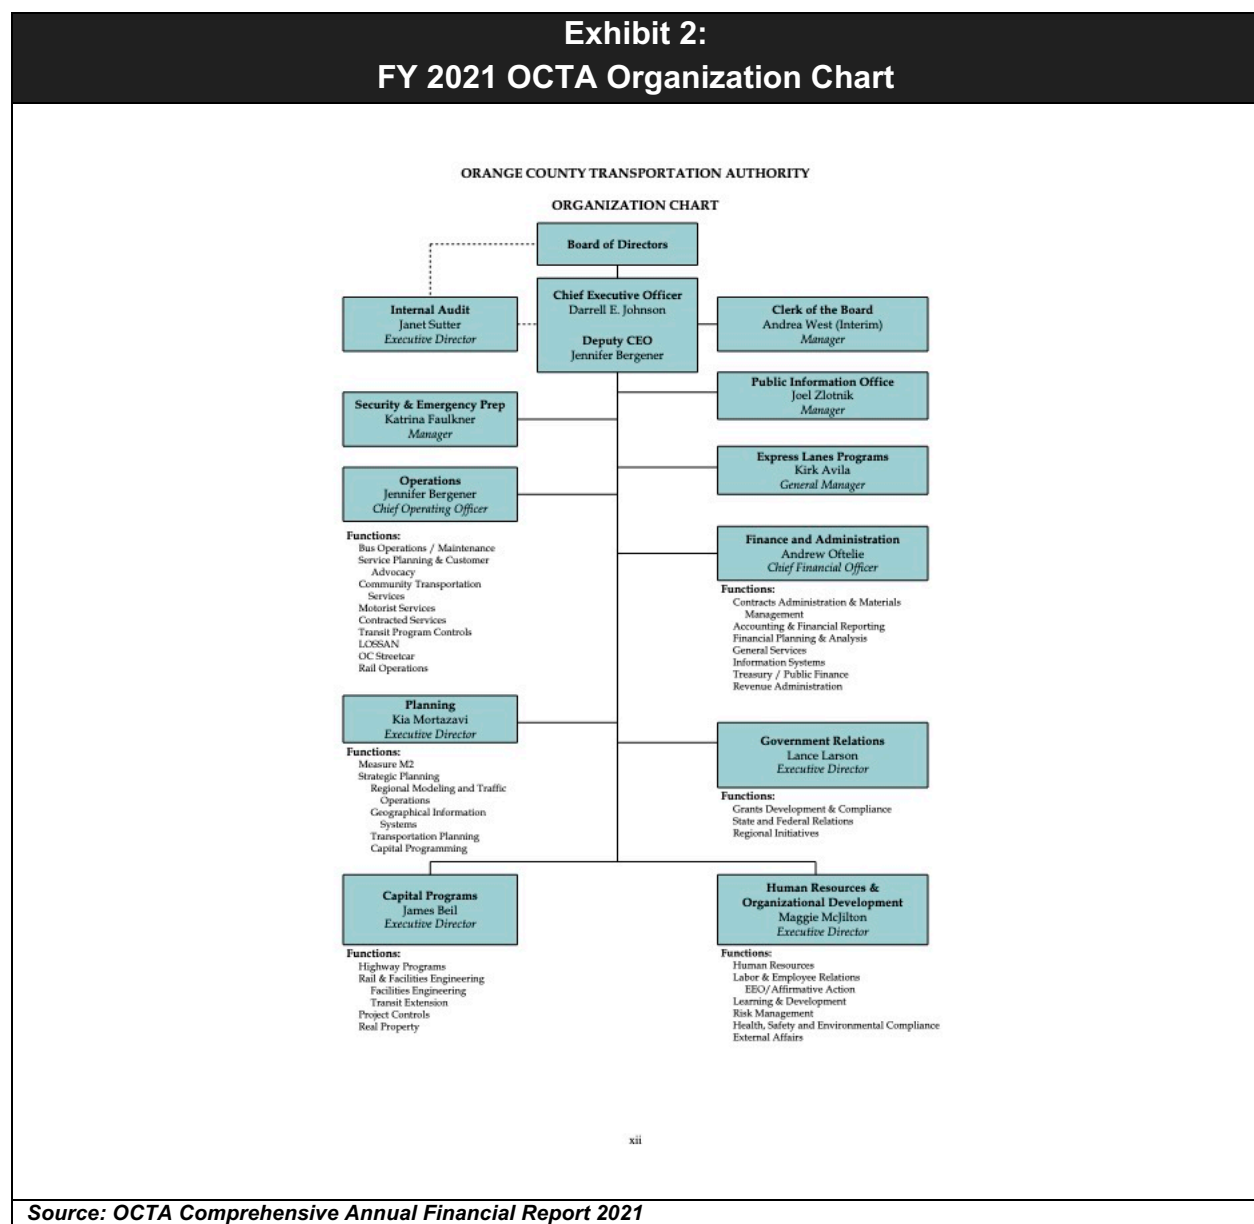 Exhibit 2:
FY 2021 OCTA Organization Chart
ORANGE COUNTY TRANSPORTATION AUTHORITY
ORGANIZATION CHART
Board of Directors
Chief Executive Officer
Darrell E. Johnson
Deputy CEO
Jennifer Bergener
Internal Audit
Janet Sutter
Executive Director
Clerk of the Board
Andrea West (Interim)
Manager
Public Information Office
Joel Zlotnik
Manager
Security & Emergency Prep
Katrina Faulkner
Manager
Express Lanes Programs
Kirk Avila
General Manager
Operations
Jennifer Bergener
Chief Operating Officer
Functions:
Bus Operations / Maintenance
Service Planning & Customer
Advocacy
Community Transportation
Services
Motorist Services
Contracted Services
Transit Program Controls
LOSSAN
OC Streetcar
Rail Operations
Finance and Administration
Andrew Oftelie
Chief Financial Officer
Functions:
Contracts Administration & Materials
Management
Accounting & Financial Reporting
Financial Planning & Analysis
General Services
Information Systems
Treasury / Public Finance
Revenue Administration
Planning
Kia Mortazavi
Executive Director
Functions:
Measure M2
Strategic Planning
Regional Modeling and Traffic
Operations
Geographical Information
Systems
Transportation Planning
Capital Programming
Government Relations
Lance Larson
Executive Director
Functions:
Grants Development & Compliance
State and Federal Relations
Regional Initiatives
Capital Programs
James Beil
Executive Director
Functions:
Highway Programs
Rail & Facilities Engineering
Facilities Engineering
Transit Extension
Project Controls
Real Property
Human Resources &
Organizational Development
Maggie McJilton
Executive Director
Functions:
Human Resources
Labor & Employee Relations
EEO/Affirmative Action
Learning & Development
Risk Management
Health, Safety and Environmental Compliance
External Affairs
xii
Source: OCTA Comprehensive Annual Financial Report 2021